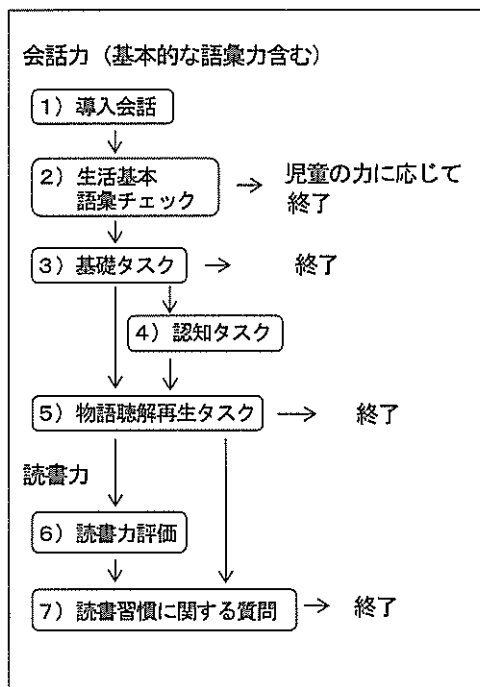 会話力（基本的な語彙力含む）
1）導入会話
2）生活基本
語彙チェック
児童の力に応じて
終了
3）基礎タスク
終了
4）認知タスク
5）物語聴解再生タスク
終了
読書力
6）読書力評価
7）読書習慣に関する質問
終了